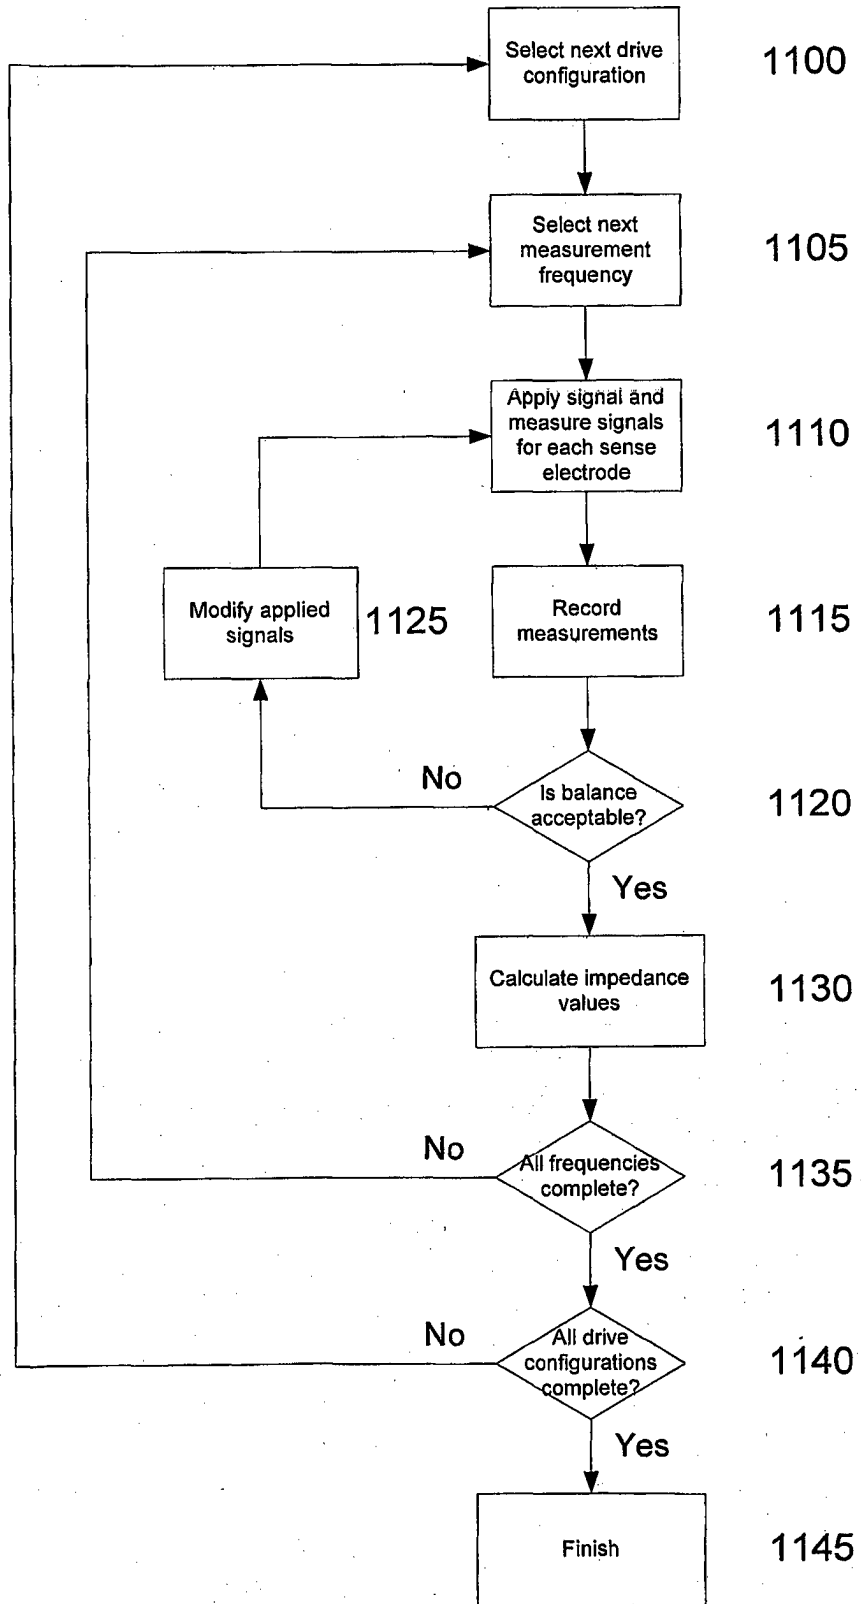 Select next drive
configuration
1100
Select next
measurement
frequency
1105
Apply signal and
measure signals
for each sense
electrode
1110
Modify applied
signals
1125
Record
measurements
1115
No
Is balance
acceptable?
1120
Yes
Calculate impedance
values
1130
No
All frequencies
complete?
1135
Yes
No
All drive
configurations
complete?
1140
Yes
Finish
1145